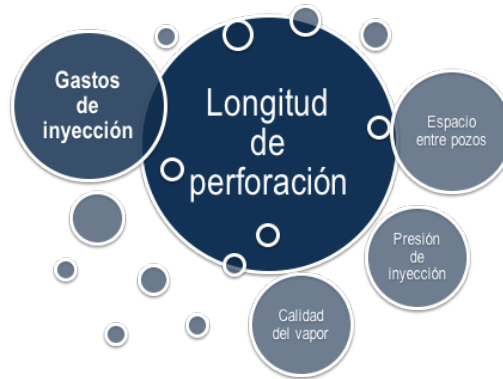 Gastos
de
inyección
Longitud
de
perforación
Espacio
entre pozos
Presión
de
inyección
Calidad
del vapor